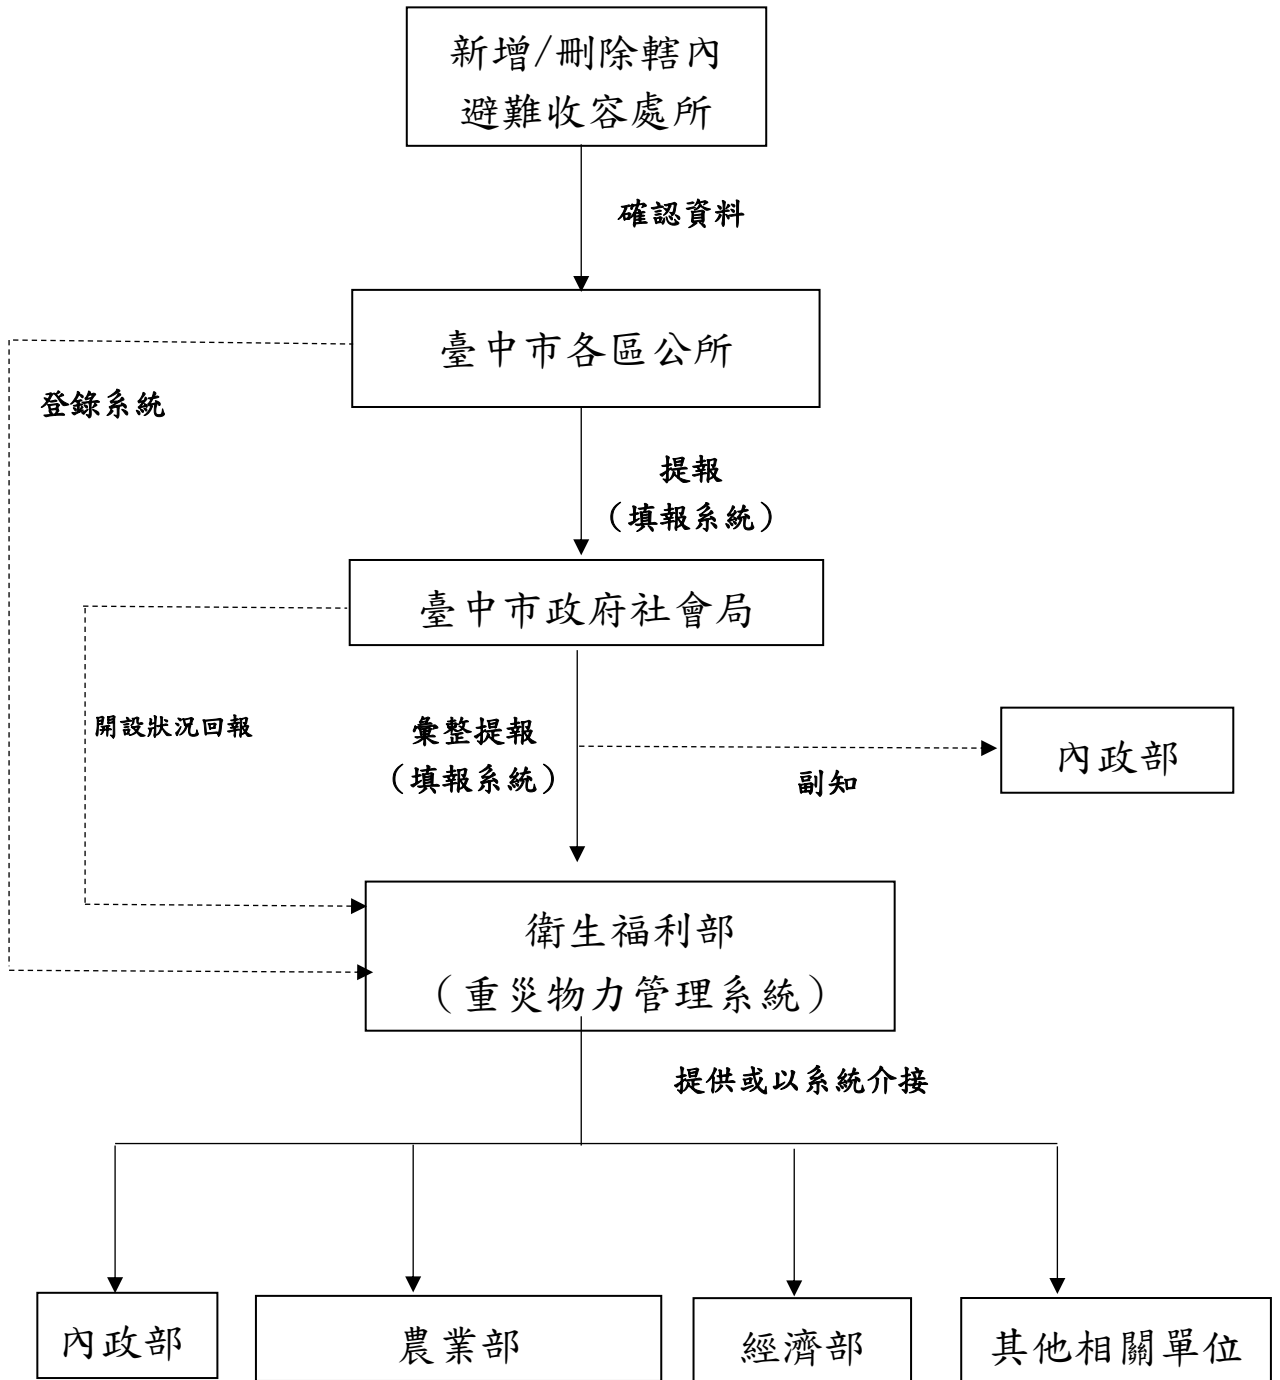 新增/刪除轄內
避難收容處所
確認資料
臺中市各區公所
登錄系統
提報
（填報系統）
臺中市政府社會局
開設狀況回報
彙整提報
（填報系統）
副知
內政部
衛生福利部
（重災物力管理系統）
提供或以系統介接
內政部
農業部
經濟部
其他相關單位